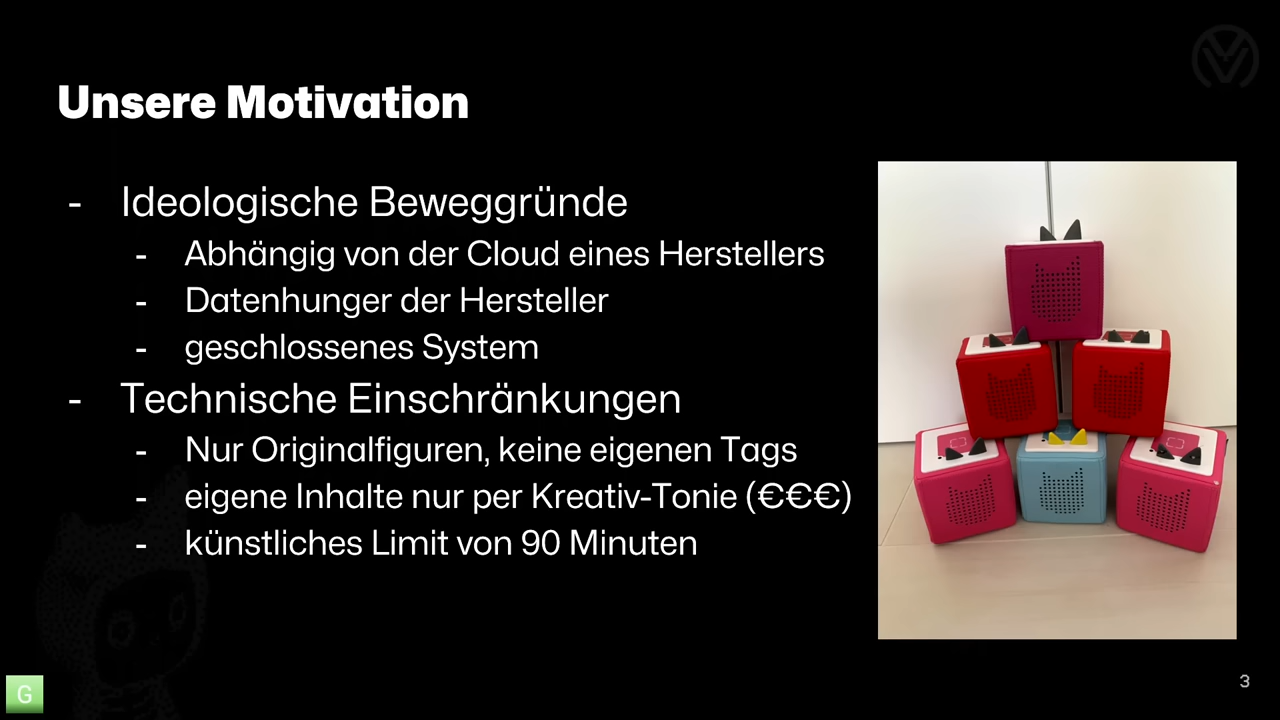 Unsere Motivation
- Ideologische Beweggründe
- Abhängig von der Cloud eines Herstellers
- Datenhunger der Hersteller
- geschlossenes System
- Technische Einschränkungen
- Nur Originalfiguren, keine eigenen Tags
- eigene Inhalte nur per Kreativ-Tonie (€€€)
- künstliches Limit von 90 Minuten
G
3